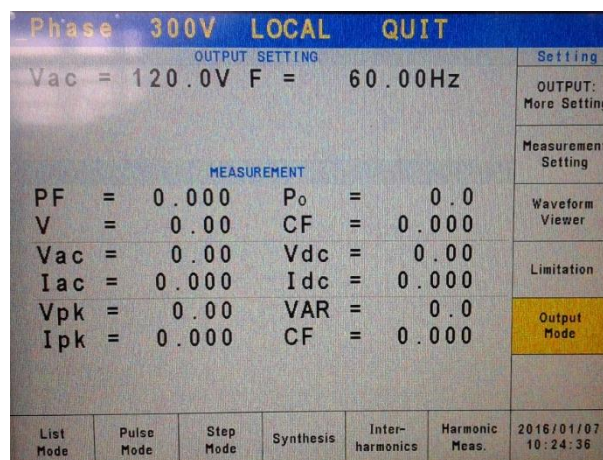 Phase 300V LOCAL QUIT
OUTPUT SETTING
Vac = 120.0V F = 60.00Hz
MEASUREMENT
PF = 0.000 Po = 0.0
V = 0.00 CF = 0.000
Vac = 0.00 Vdc = 0.00
Iac = 0.000 Idc = 0.000
Vpk = 0.00 VAR = 0.0
Ipk = 0.000 CF = 0.000
Setting
OUTPUT:
More Setting
Measurement
Setting
Waveform
Viewer
Limitation
Output
Mode
List
Mode
Pulse
Mode
Step
Mode
Synthesis
Inter-
harmonics
Harmonic
Meas.
2016/01/07
10:24:36